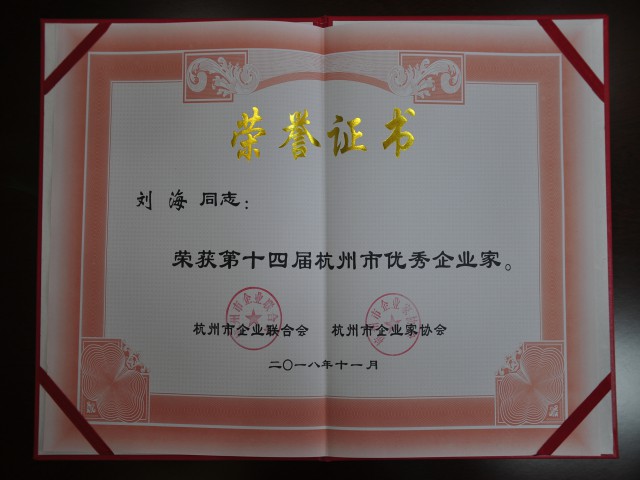 荣誉证书
刘海 同志：
荣获第十四届杭州市优秀企业家。
杭州市企业联合会 杭州市企业家协会
二〇一八年十一月